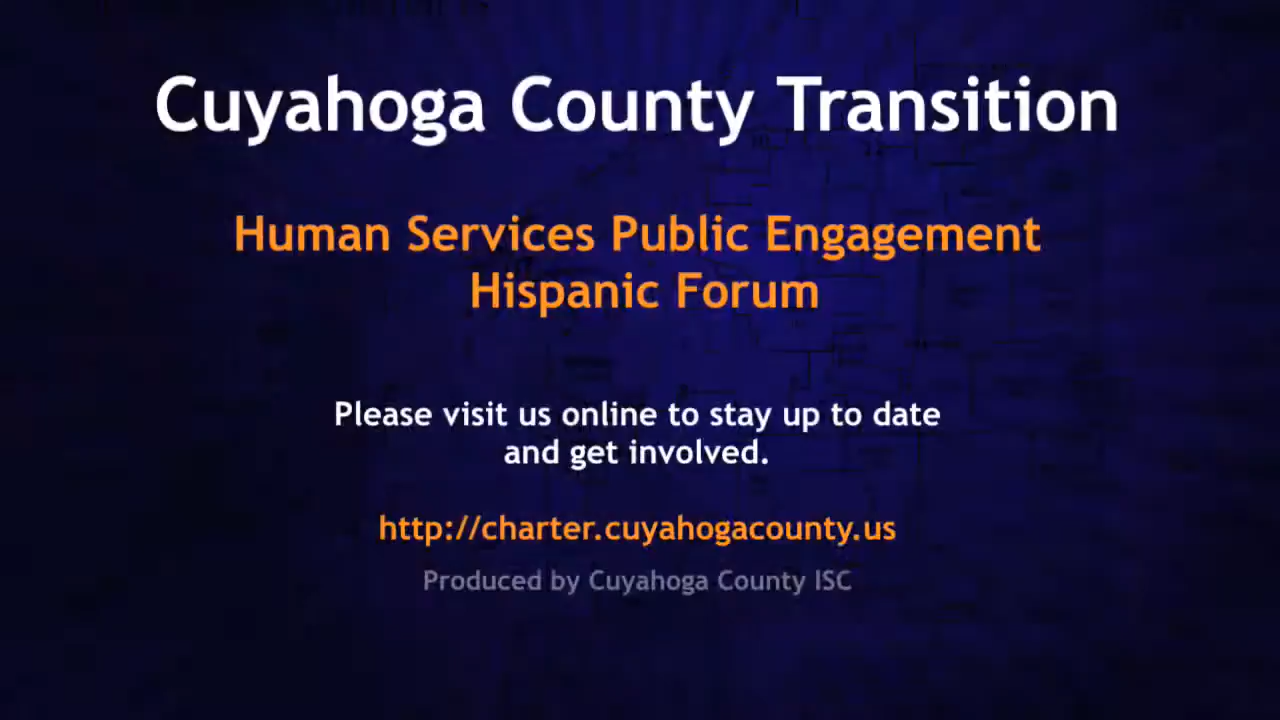 Cuyahoga County Transition
Human Services Public Engagement
Hispanic Forum
Please visit us online to stay up to date
and get involved.
http://charter.cuyahogacounty.us
Produced by Cuyahoga County ISC